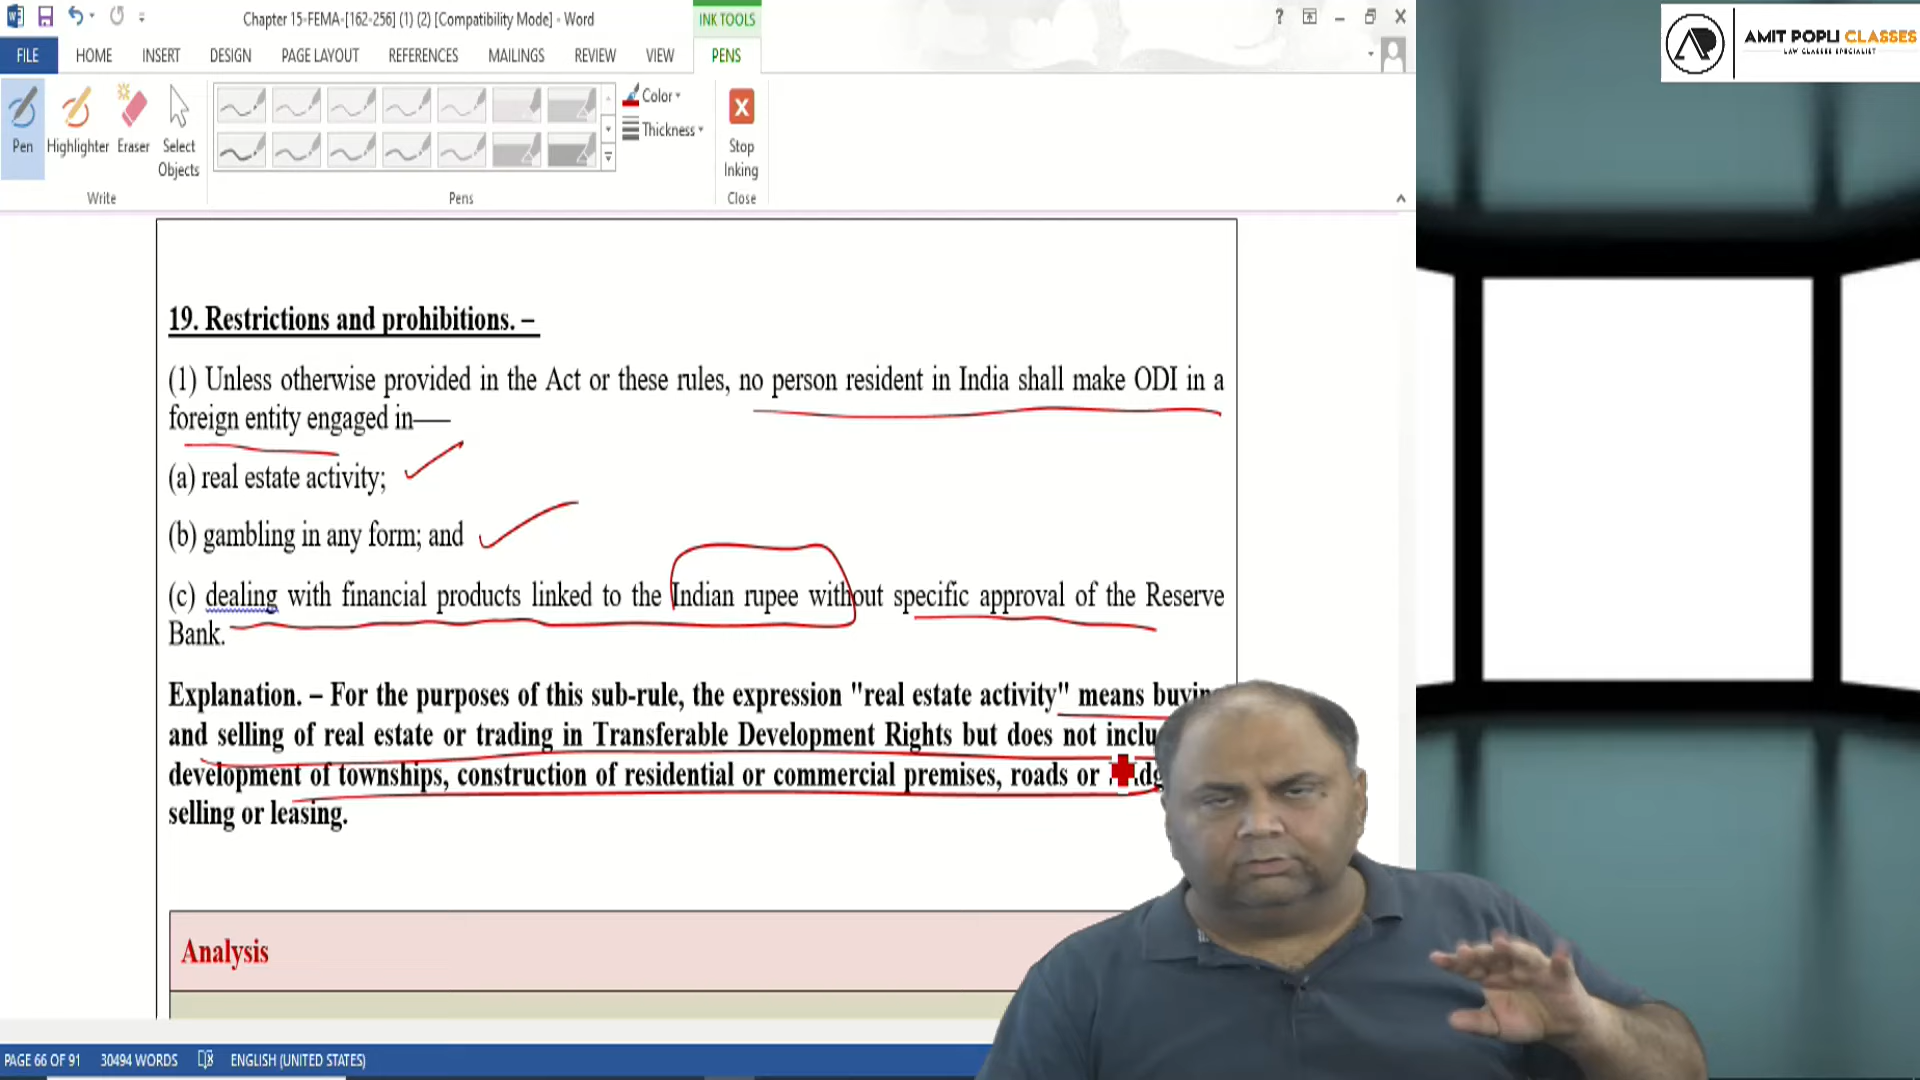 Chapter 15-FEMA-[162-256] (1) (2) [Compatibility Mode] - Word
INK TOOLS
FILE HOME INSERT DESIGN PAGE LAYOUT REFERENCES MAILINGS REVIEW VIEW PENS
Pen Highlighter Eraser Select Objects
Color
Thickness
Stop Inking
Write Pens Close
AMIT POPLI CLASSES
LAW CLASSES SPECIALIST
19. Restrictions and prohibitions. –
(1) Unless otherwise provided in the Act or these rules, no person resident in India shall make ODI in a
foreign entity engaged in—
(a) real estate activity;
(b) gambling in any form; and
(c) dealing with financial products linked to the Indian rupee without specific approval of the Reserve
Bank.
Explanation. – For the purposes of this sub-rule, the expression "real estate activity" means buying
and selling of real estate or trading in Transferable Development Rights but does not
development of townships, construction of residential or commercial premises, roads or
selling or leasing.
Analysis
PAGE 66 OF 91 30494 WORDS ENGLISH (UNITED STATES)